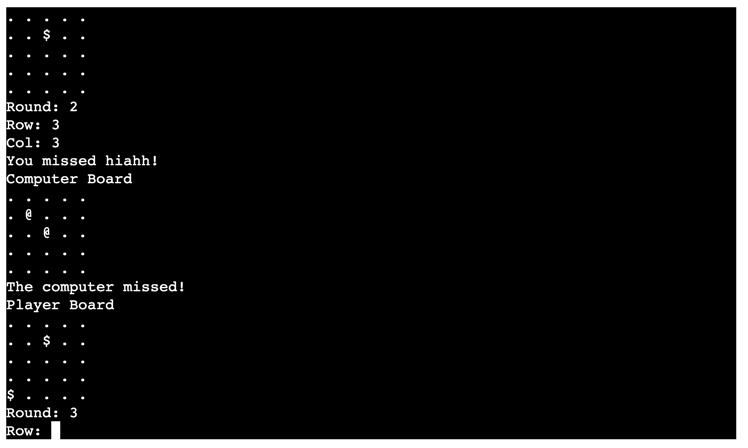 . . . . .
. . $ . .
. . . . .
. . . . .
. . . . .
Round: 2
Row: 3
Col: 3
You missed hiahh!
Computer Board
. . . . .
. @ . . .
. . @ . .
. . . . .
. . . . .
The computer missed!
Player Board
. . . . .
. . $ . .
. . . . .
. . . . .
$ . . . .
Round: 3
Row: